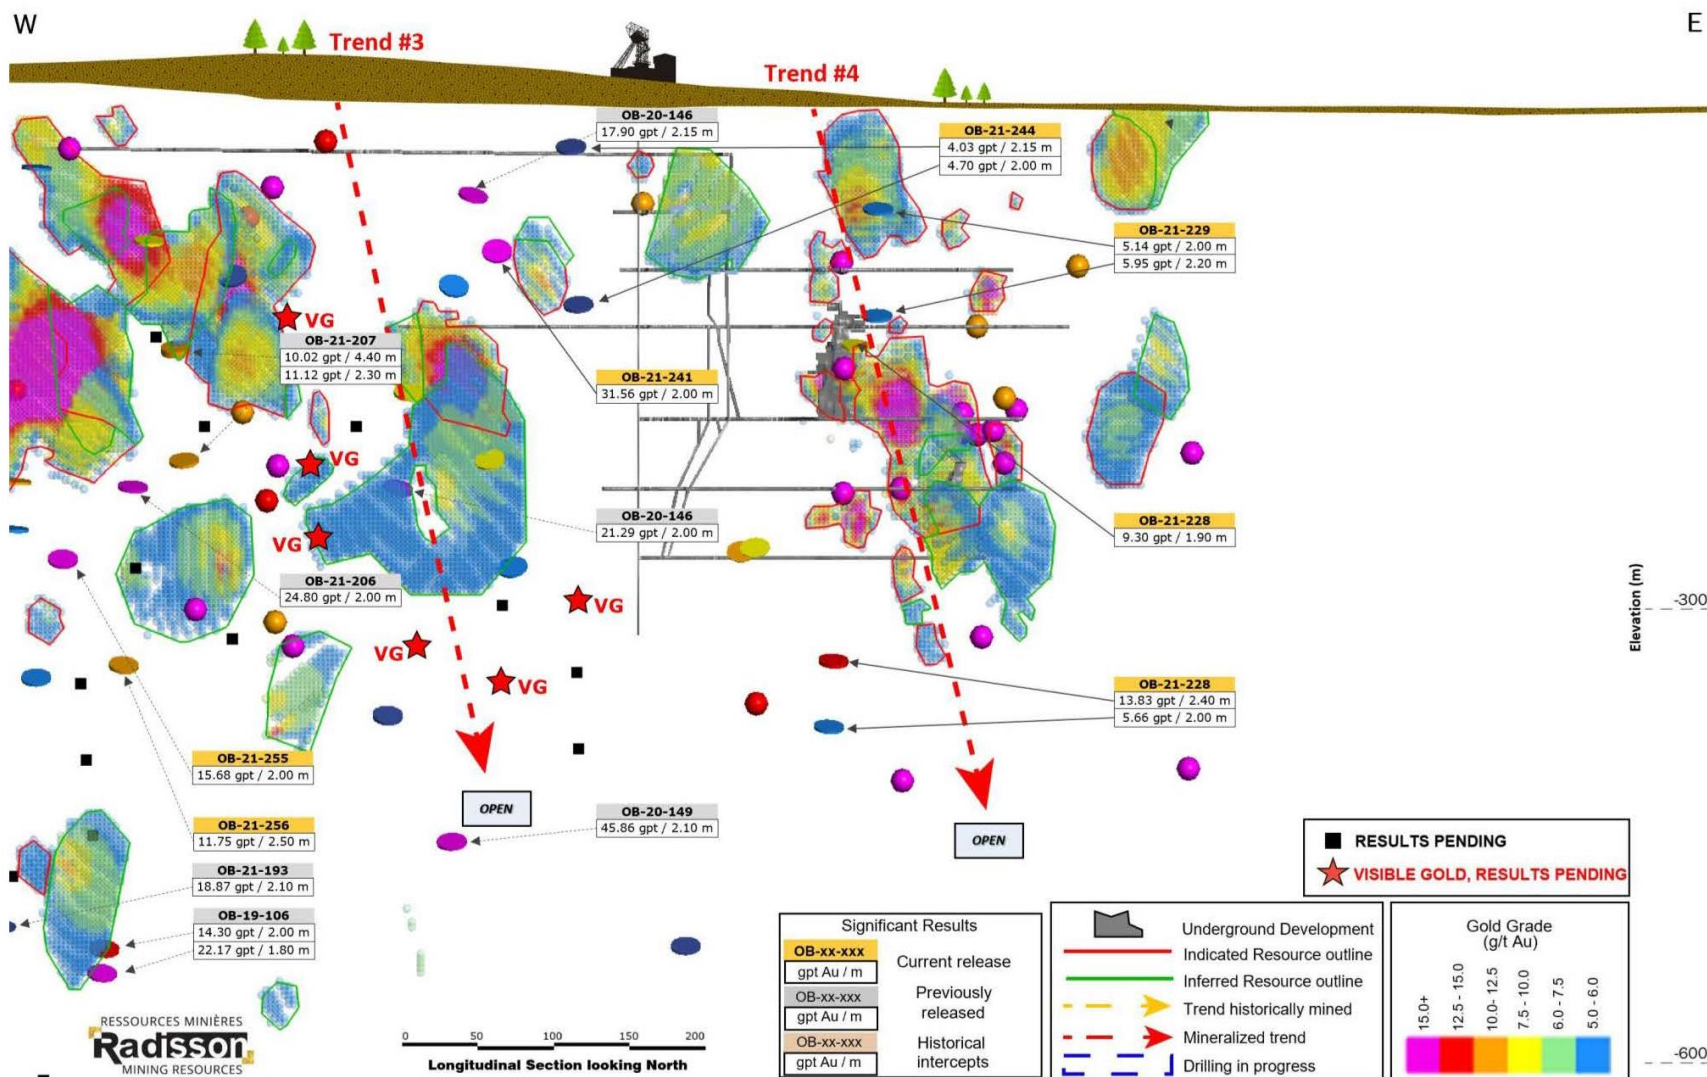 W
E
Trend #3
Trend #4
OB-20-146
17.90 gpt / 2.15 m
OB-21-244
4.03 gpt / 2.15 m
4.70 gpt / 2.00 m
OB-21-229
5.14 gpt / 2.00 m
5.95 gpt / 2.20 m
VG
OB-21-207
10.02 gpt / 4.40 m
11.12 gpt / 2.30 m
OB-21-241
31.56 gpt / 2.00 m
VG
OB-20-146
21.29 gpt / 2.00 m
OB-21-228
9.30 gpt / 1.90 m
VG
OB-21-206
24.80 gpt / 2.00 m
VG
VG
VG
Elevation (m)
-300
OB-21-228
13.83 gpt / 2.40 m
5.66 gpt / 2.00 m
OB-21-255
15.68 gpt / 2.00 m
OPEN
OPEN
OB-21-256
11.75 gpt / 2.50 m
OB-20-149
45.86 gpt / 2.10 m
OB-21-193
18.87 gpt / 2.10 m
OB-19-106
14.30 gpt / 2.00 m
22.17 gpt / 1.80 m
RESULTS PENDING
VISIBLE GOLD, RESULTS PENDING
Significant Results
OB-xx-xxx
gpt Au / m
Current release
OB-xx-xxx
gpt Au / m
Previously
released
OB-xx-xxx
gpt Au / m
Historical
intercepts
Underground Development
Indicated Resource outline
Inferred Resource outline
Trend historically mined
Mineralized trend
Drilling in progress
Gold Grade
(g/t Au)
15.0+
12.5 - 15.0
10.0 - 12.5
7.5 - 10.0
6.0 - 7.5
5.0 - 6.0
-600
RESSOURCES MINIÈRES
Radisson
MINING RESOURCES
0 50 100 150 200
Longitudinal Section looking North